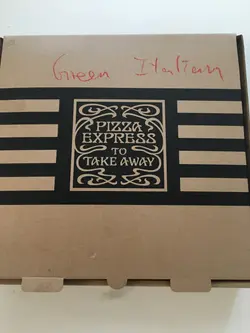 Green Italian
PIZZA
EXPRESS
TO
TAKE AWAY